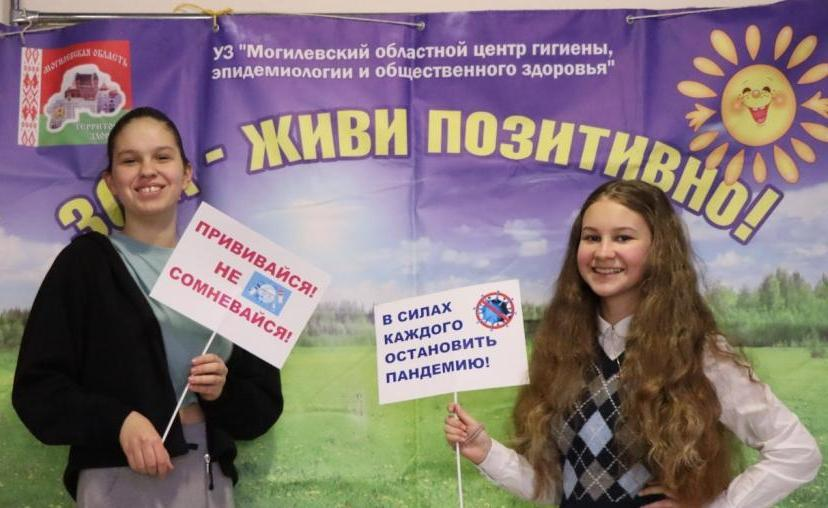 УЗ "Могилевский областной центр гигиены,
эпидемиологии и общественного здоровья"
МОГИЛЕВСКАЯ ОБЛАСТЬ
- ЖИВИ ПОЗИТИВНО!
ПРИВИВАЙСЯ!
НЕ
СОМНЕВАЙСЯ!
В СИЛАХ
КАЖДОГО
ОСТАНОВИТЬ
ПАНДЕМИЮ!